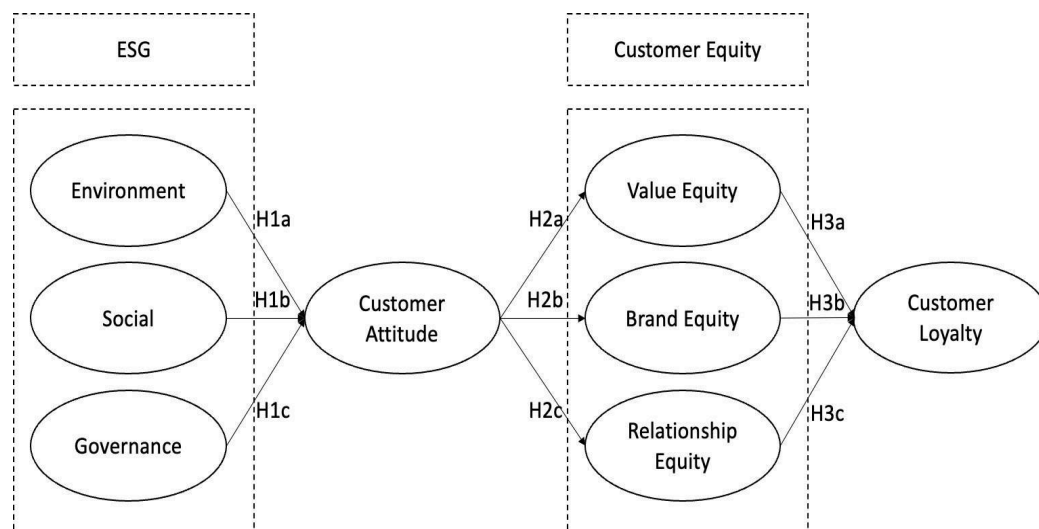 ESG
Customer Equity
Environment
Value Equity
H1a
H2a
H3a
Social
H1b
Customer
Attitude
H2b
Brand Equity
H3b
Customer
Loyalty
H1c
H2c
H3c
Governance
Relationship
Equity